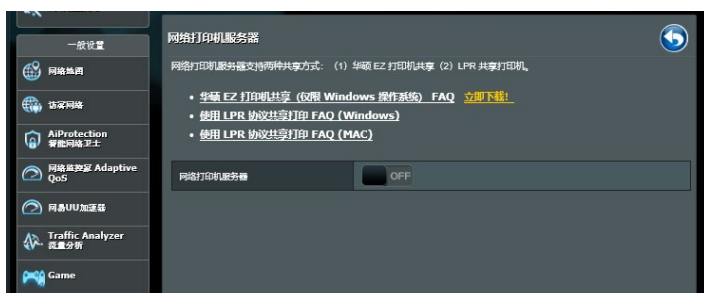 一般设置
网络地图
访客网络
AiProtection
智能网络卫士
网络监控家 Adaptive
QoS
网易UU加速器
Traffic Analyzer
流量分析
Game
网络打印机服务器
网络打印机服务器支持两种共享方式： (1) 华硕 EZ 打印机共享 (2) LPR 共享打印机。
华硕 EZ 打印机共享 (仅限 Windows 操作系统) FAQ 立即下载!
使用 LPR 协议共享打印 FAQ (Windows)
使用 LPR 协议共享打印 FAQ (MAC)
网络打印机服务器 OFF